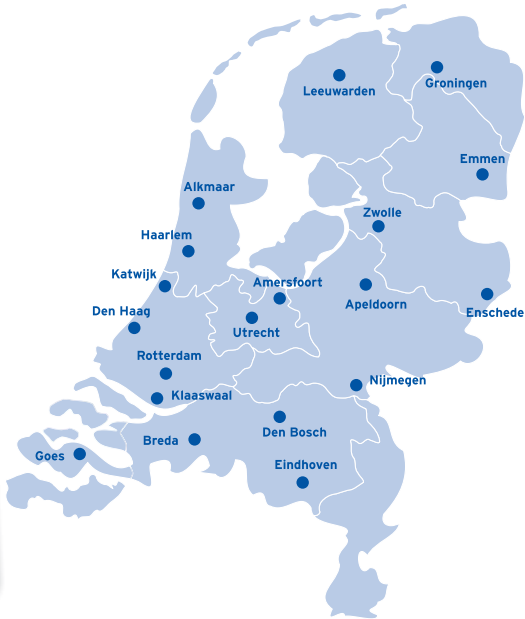 Leeuwarden
Groningen
Emmen
Alkmaar
Zwolle
Haarlem
Katwijk
Amersfoort
Apeldoorn
Enschede
Den Haag
Utrecht
Rotterdam
Nijmegen
Klaaswaal
Den Bosch
Breda
Goes
Eindhoven